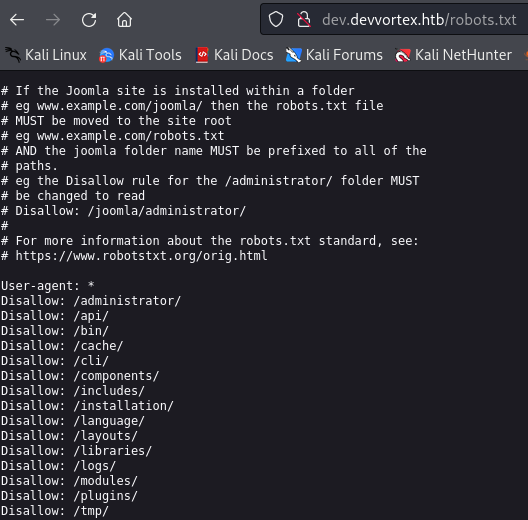 dev.devvortex.htb/robots.txt
Kali Linux Kali Tools Kali Docs Kali Forums Kali NetHunter
# If the Joomla site is installed within a folder
# eg www.example.com/joomla/ then the robots.txt file
# MUST be moved to the site root
# eg www.example.com/robots.txt
# AND the joomla folder name MUST be prefixed to all of the
# paths.
# eg the Disallow rule for the /administrator/ folder MUST
# be changed to read
# Disallow: /joomla/administrator/
#
# For more information about the robots.txt standard, see:
# https://www.robotstxt.org/orig.html
User-agent: *
Disallow: /administrator/
Disallow: /api/
Disallow: /bin/
Disallow: /cache/
Disallow: /cli/
Disallow: /components/
Disallow: /includes/
Disallow: /installation/
Disallow: /language/
Disallow: /layouts/
Disallow: /libraries/
Disallow: /logs/
Disallow: /modules/
Disallow: /plugins/
Disallow: /tmp/